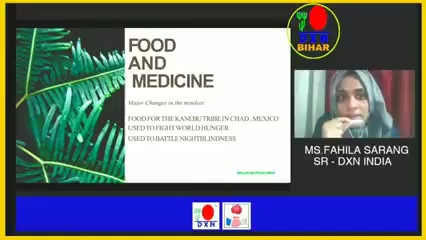 FOOD
AND
MEDICINE
Major Changes in the mindset
FOOD FOR THE KANEBU TRIBE IN CHAD , MEXICO
USED TO FIGHT WORLD HUNGER
USED TO BATTLE NIGHTBLINDNESS
DXN
BIHAR
MS.FAHILA SARANG
SR - DXN INDIA
DXN